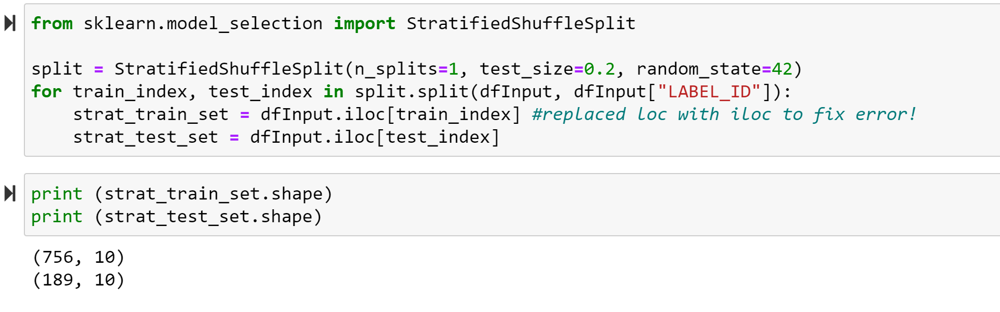 from sklearn.model_selection import StratifiedShuffleSplit
split = StratifiedShuffleSplit(n_splits=1, test_size=0.2, random_state=42)
for train_index, test_index in split.split(dfInput, dfInput["LABEL_ID"]):
    strat_train_set = dfInput.iloc[train_index] #replaced loc with iloc to fix error!
    strat_test_set = dfInput.iloc[test_index]
print (strat_train_set.shape)
print (strat_test_set.shape)
(756, 10)
(189, 10)